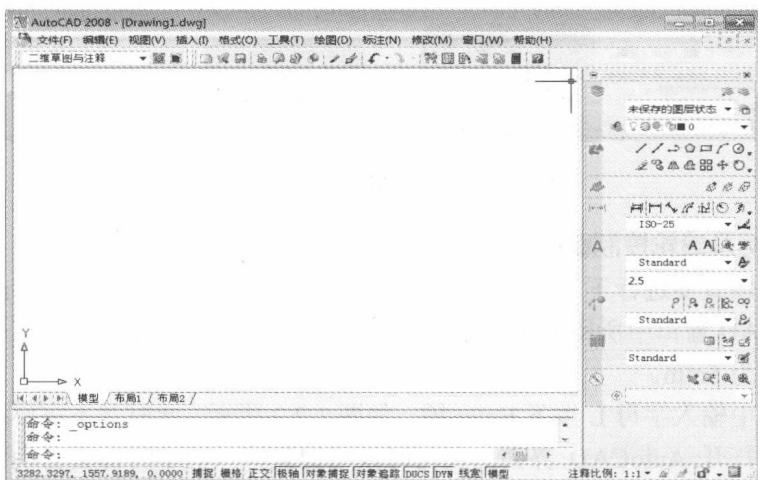 AutoCAD 2008 - [Drawing1.dwg]
文件(F) 编辑(E) 视图(V) 插入(I) 格式(O) 工具(T) 绘图(D) 标注(N) 修改(M) 窗口(W) 帮助(H)
二维草图与注释
未保存的图层状态
0
ISO-25
A A A
Standard
2.5
Standard
Standard
Y
X
模型 布局1 布局2
命令: _options
命令:
命令:
3282.3297, 1557.9189, 0.0000 捕捉 栅格 正交 极轴 对象捕捉 对象追踪 DUCS DYN 线宽 模型 注释比例: 1:1